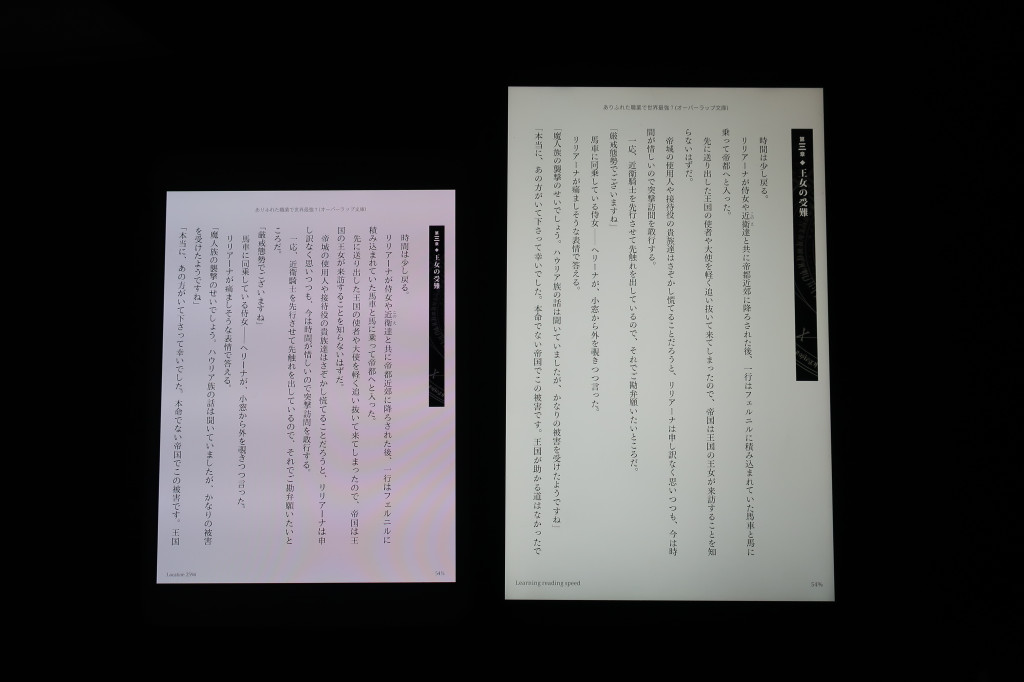 ありふれた職業で世界最強 7 (オーバーラップ文庫)
第三章◆王女の受難
時間は少し戻る。
リリアーナが侍女や近衛達と共に帝都近郊に降ろされた後、一行はフェルニルに
積み込まれていた馬車と馬に乗って帝都へと入った。
先に送り出した王国の使者や大使を軽く追い抜いて来てしまったので、帝国は王
国の王女が来訪することを知らないはずだ。
帝城の使用人や接待役の貴族達はさぞかし慌てることだろうと、リリアーナは申
し訳なく思いつつも、今は時間が惜しいので突撃訪問を敢行する。
一応、近衛騎士を先行させて先触れを出しているので、それでご勘弁願いたいと
ころだ。
「厳戒態勢でございますね」
馬車に同乗している侍女――ヘリーナが、小窓から外を覗きつつ言った。
リリアーナが痛ましそうな表情で答える。
「魔人族の襲撃のせいでしょう。ハウリア族の話は聞いていましたが、かなりの被害
を受けたようですね」
「本当に、あの方がいて下さって幸いでした。本命でない帝国でこの被害です。王国
Location 2994
54%
ありふれた職業で世界最強 7 (オーバーラップ文庫)
第三章◆王女の受難
時間は少し戻る。
リリアーナが侍女や近衛達と共に帝都近郊に降ろされた後、一行はフェルニルに積み込まれていた馬車と馬に
乗って帝都へと入った。
先に送り出した王国の使者や大使を軽く追い抜いて来てしまったので、帝国は王国の王女が来訪することを知
らないはずだ。
帝城の使用人や接待役の貴族達はさぞかし慌てることだろうと、リリアーナは申し訳なく思いつつも、今は時
間が惜しいので突撃訪問を敢行する。
一応、近衛騎士を先行させて先触れを出しているので、それでご勘弁願いたいところだ。
「厳戒態勢でございますね」
馬車に同乗している侍女――ヘリーナが、小窓から外を覗きつつ言った。
リリアーナが痛ましそうな表情で答える。
「魔人族の襲撃のせいでしょう。ハウリア族の話は聞いていましたが、かなりの被害を受けたようですね」
「本当に、あの方がいて下さって幸いでした。本命でない帝国でこの被害です。王国が助かる道はなかったで
Learning reading speed
54%